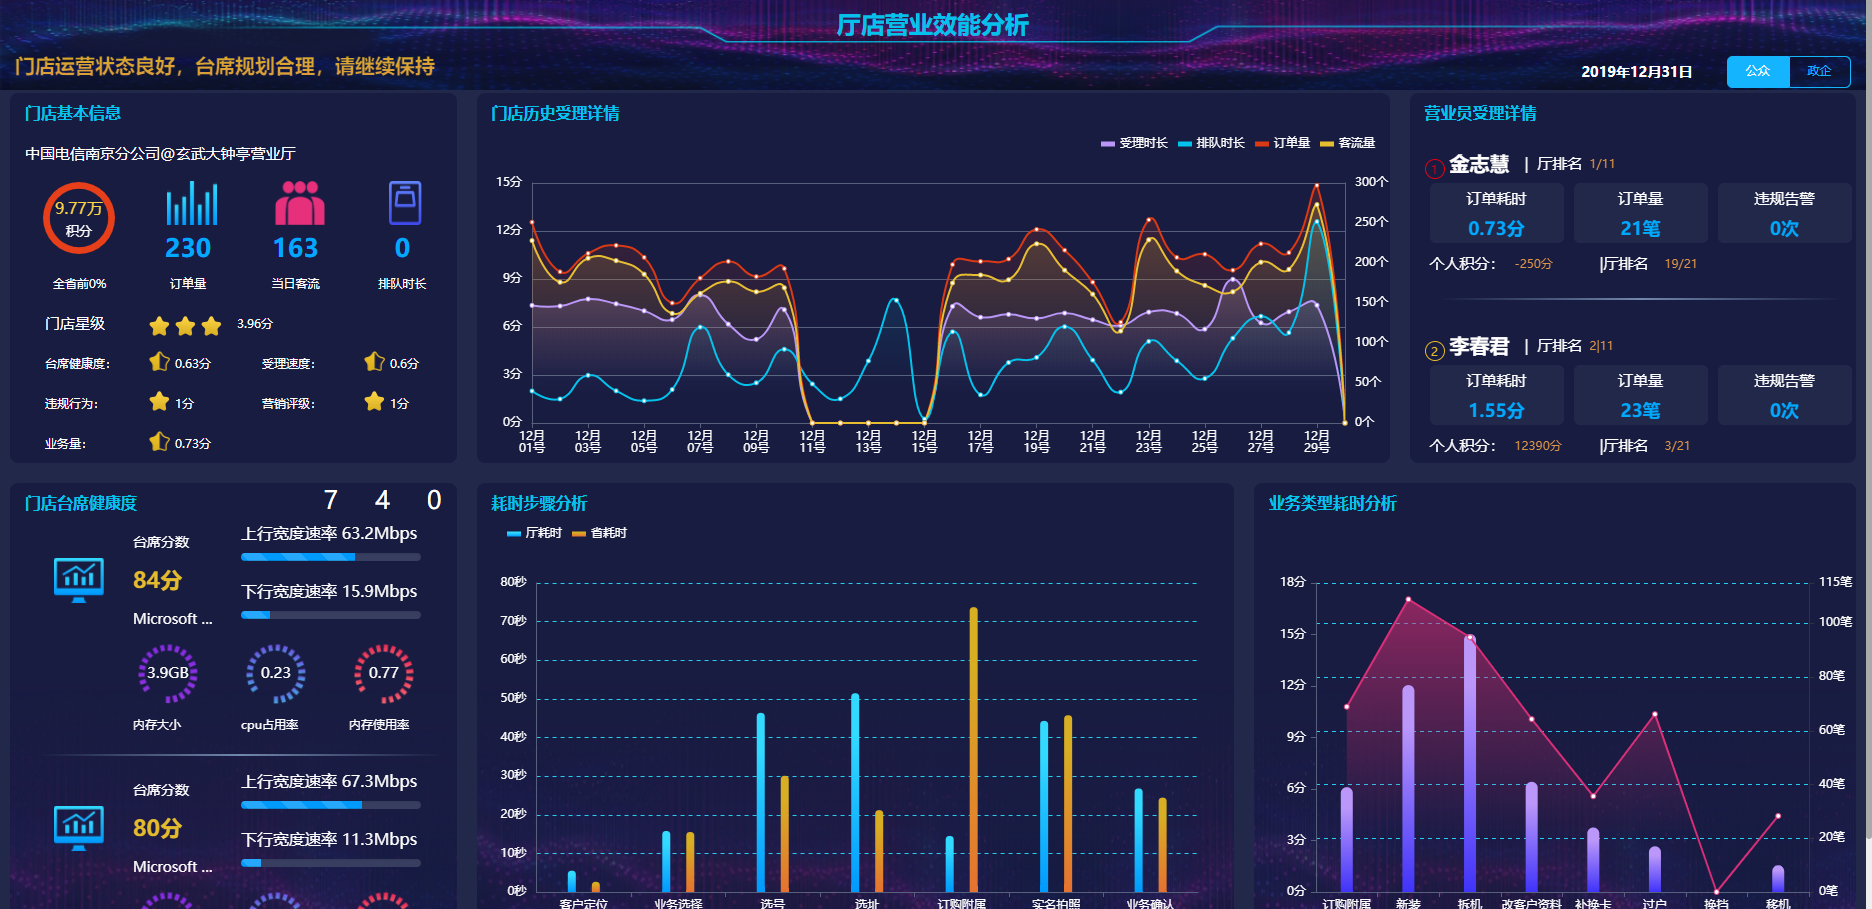 厅店营业效能分析
门店运营状态良好，台席规划合理，请继续保持
2019年12月31日
公众 政企
门店基本信息
中国电信南京分公司@玄武大钟亭营业厅
9.77万
积分
230 163 0
全省前0% 订单量 当日客流 排队时长
门店星级 3.96分
台席健康度： 0.63分 受理速度： 0.6分
违规行为： 1分 营销评级： 1分
业务量： 0.73分
门店历史受理详情
受理时长 排队时长 订单量 客流量
15分 300个
250个
12分
9分 200个
150个
6分
100个
3分
50个
0分 0个
12月 12月 12月 12月 12月 12月 12月 12月 12月 12月 12月 12月 12月 12月 12月
01号 03号 05号 07号 09号 11号 13号 15号 17号 19号 21号 23号 25号 27号 29号
营业员受理详情
1 金志慧 | 厅排名 1/11
订单耗时 订单量 违规告警
0.73分 21笔 0次
个人积分： -250分 |厅排名 19/21
2 李春君 | 厅排名 2|11
订单耗时 订单量 违规告警
1.55分 23笔 0次
个人积分： 12390分 |厅排名 3/21
门店台席健康度 7 4 0
台席分数 上行宽度速率 63.2Mbps
84分
下行宽度速率 15.9Mbps
Microsoft ...
3.9GB 0.23 0.77
内存大小 cpu占用率 内存使用率
台席分数 上行宽度速率 67.3Mbps
80分
下行宽度速率 11.3Mbps
Microsoft ...
耗时步骤分析
厅耗时 省耗时
80秒
70秒
60秒
50秒
40秒
30秒
20秒
10秒
0秒
客户定位 业务选择 选号 选址 订购附属 实名拍照 业务确认
业务类型耗时分析
18分 115笔
15分 100笔
12分 80笔
9分 60笔
6分 40笔
3分 20笔
0分 0笔
订购附属 新装 拆机 改客户资料 补换卡 过户 换挡 移机